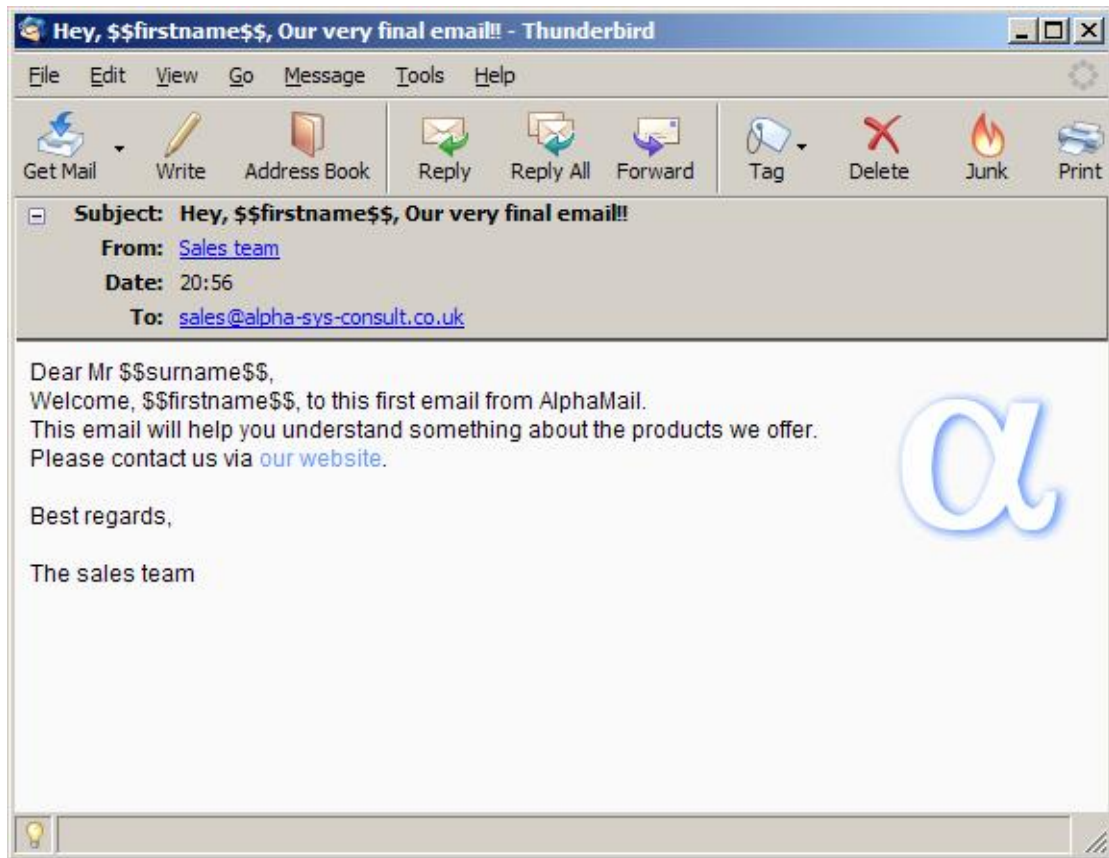 Hey, $$firstname$$, Our very final email!! - Thunderbird
File Edit View Go Message Tools Help
Get Mail Write Address Book Reply Reply All Forward Tag Delete Junk Print
Subject: Hey, $$firstname$$, Our very final email!!
From: Sales team
Date: 20:56
To: sales@alpha-sys-consult.co.uk
Dear Mr $$surname$$,
Welcome, $$firstname$$, to this first email from AlphaMail.
This email will help you understand something about the products we offer.
Please contact us via our website.
Best regards,
The sales team
α